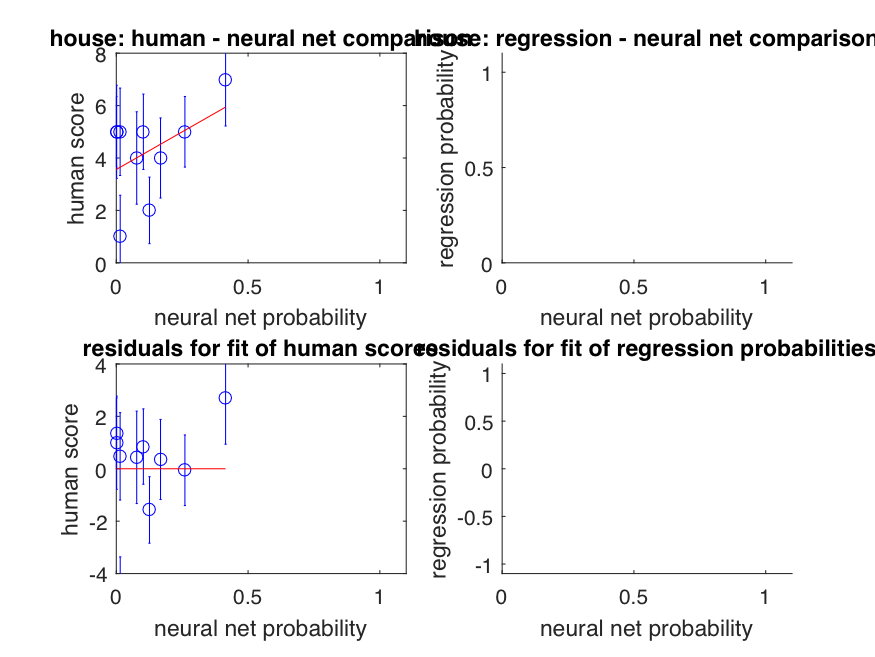 house: human - neural net comparison
house: regression - neural net comparison
human score
8
6
4
2
0
0
0.5
1
neural net probability
regression probability
1
0.5
0
0
0.5
1
neural net probability
residuals for fit of human scores
residuals for fit of regression probabilities
human score
4
2
0
-2
-4
0
0.5
1
neural net probability
regression probability
1
0.5
0
-0.5
-1
0
0.5
1
neural net probability